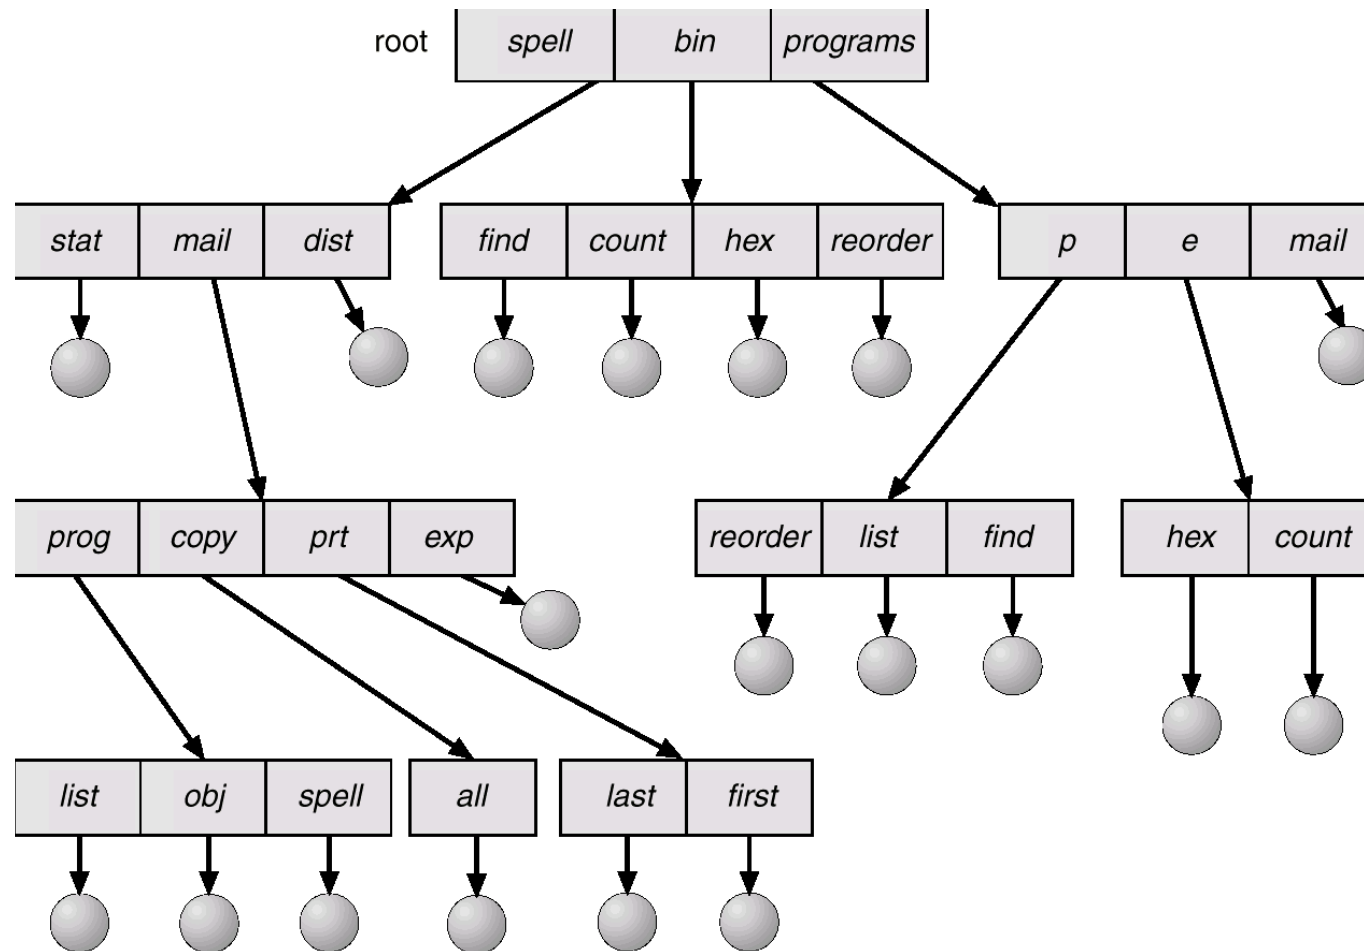 root spell bin programs
stat mail dist find count hex reorder p e mail
prog copy prt exp reorder list find hex count
list obj spell all last first